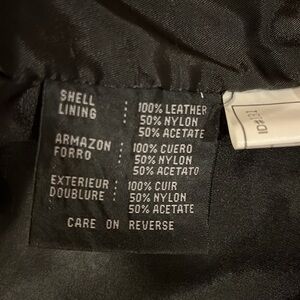 SHELL : 100% LEATHER
LINING : 50% NYLON
50% ACETATE
ARMAZON : 100% CUERO
FORRO : 50% NYLON
50% ACETATO
EXTERIEUR : 100% CUIR
DOUBLURE : 50% NYLON
50% ACETATE
CARE ON REVERSE